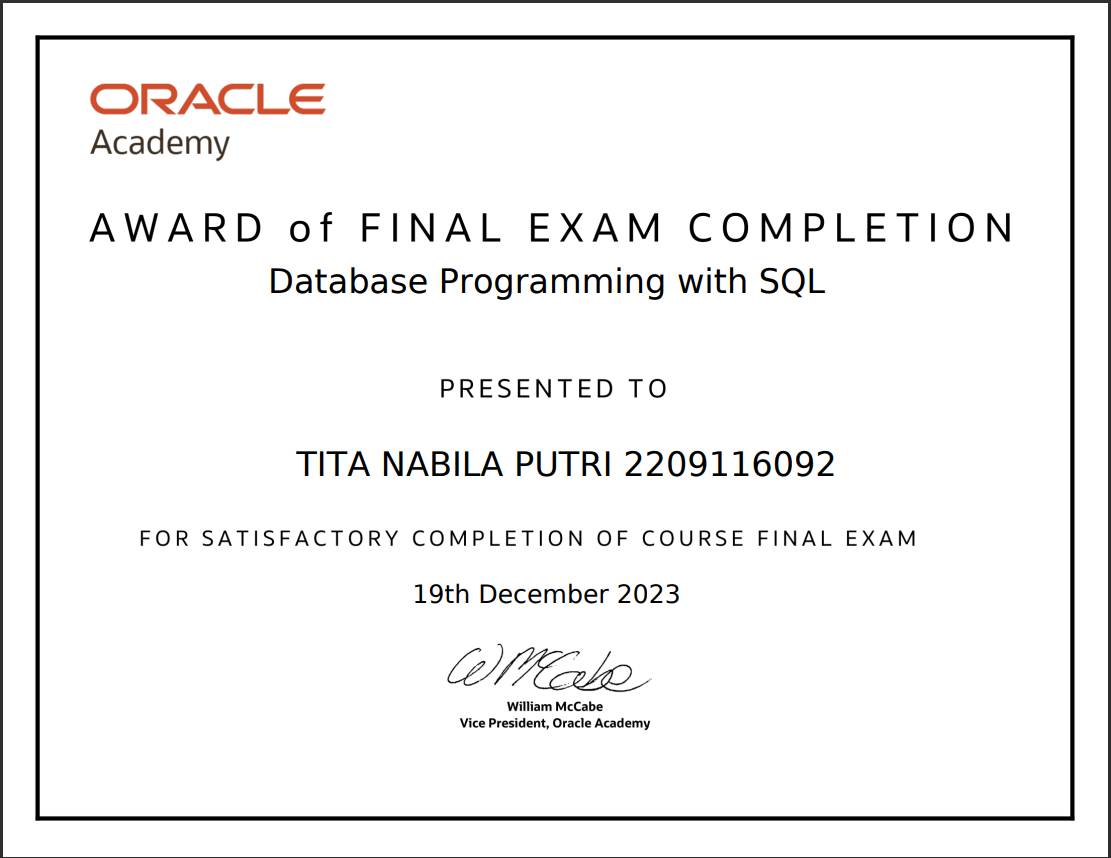 ORACLE
Academy
AWARD of FINAL EXAM COMPLETION
Database Programming with SQL
PRESENTED TO
TITA NABILA PUTRI 2209116092
FOR SATISFACTORY COMPLETION OF COURSE FINAL EXAM
19th December 2023
W McCabe
William McCabe
Vice President, Oracle Academy